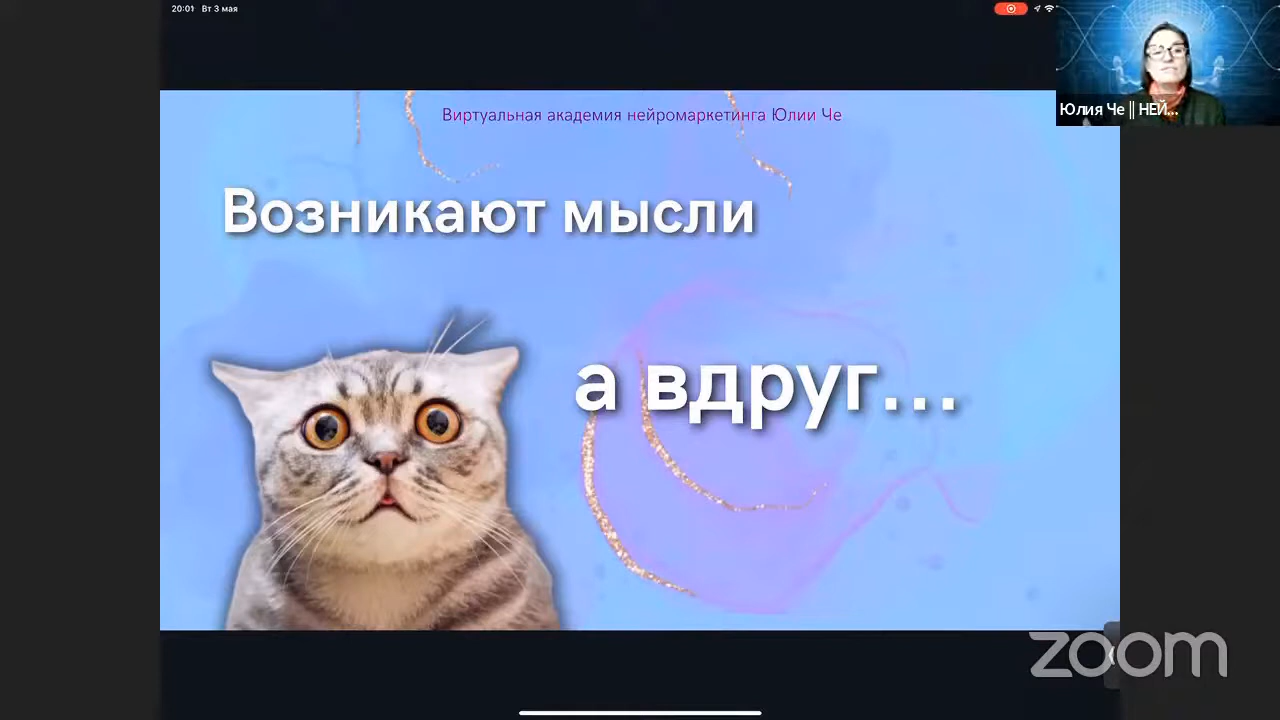 20:01 Вт 3 мая
Юлия Че || НЕЙ...
Виртуальная академия нейромаркетинга Юлии Че
Возникают мысли
а вдруг...
zoom